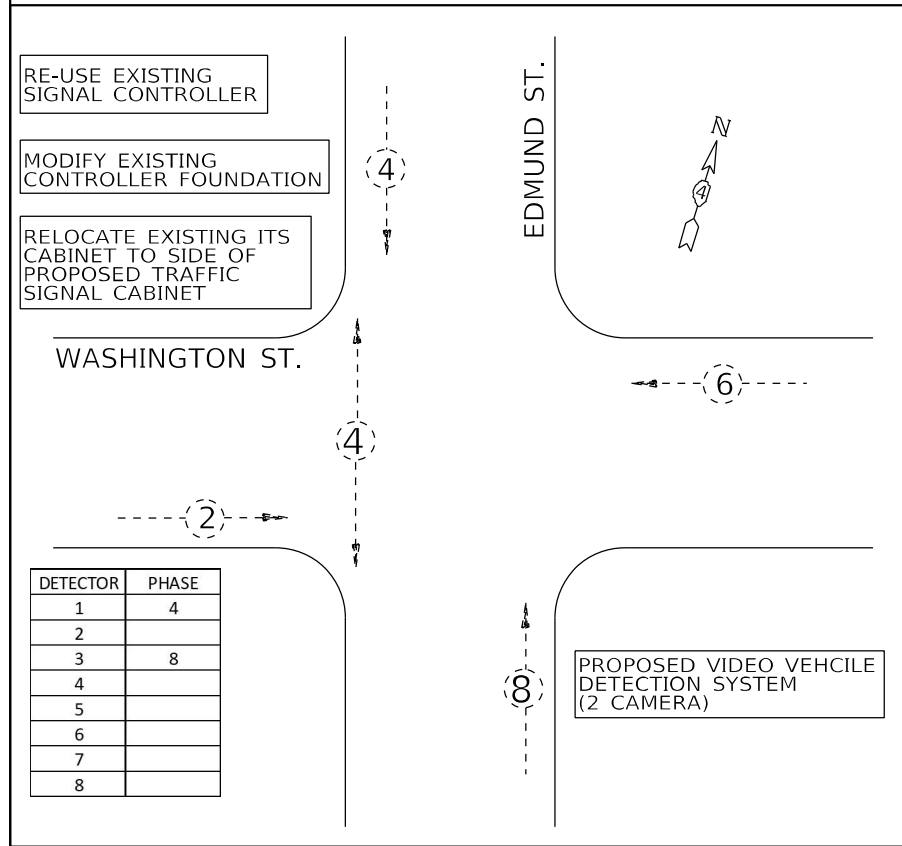 RE-USE EXISTING
SIGNAL CONTROLLER
MODIFY EXISTING
CONTROLLER FOUNDATION
RELOCATE EXISTING ITS
CABINET TO SIDE OF
PROPOSED TRAFFIC
SIGNAL CABINET
4
EDMUND ST.
N
4
WASHINGTON ST.
6
4
2
DETECTOR PHASE
1 4
2
3 8
4
5
6
7
8
8
PROPOSED VIDEO VEHCILE
DETECTION SYSTEM
(2 CAMERA)